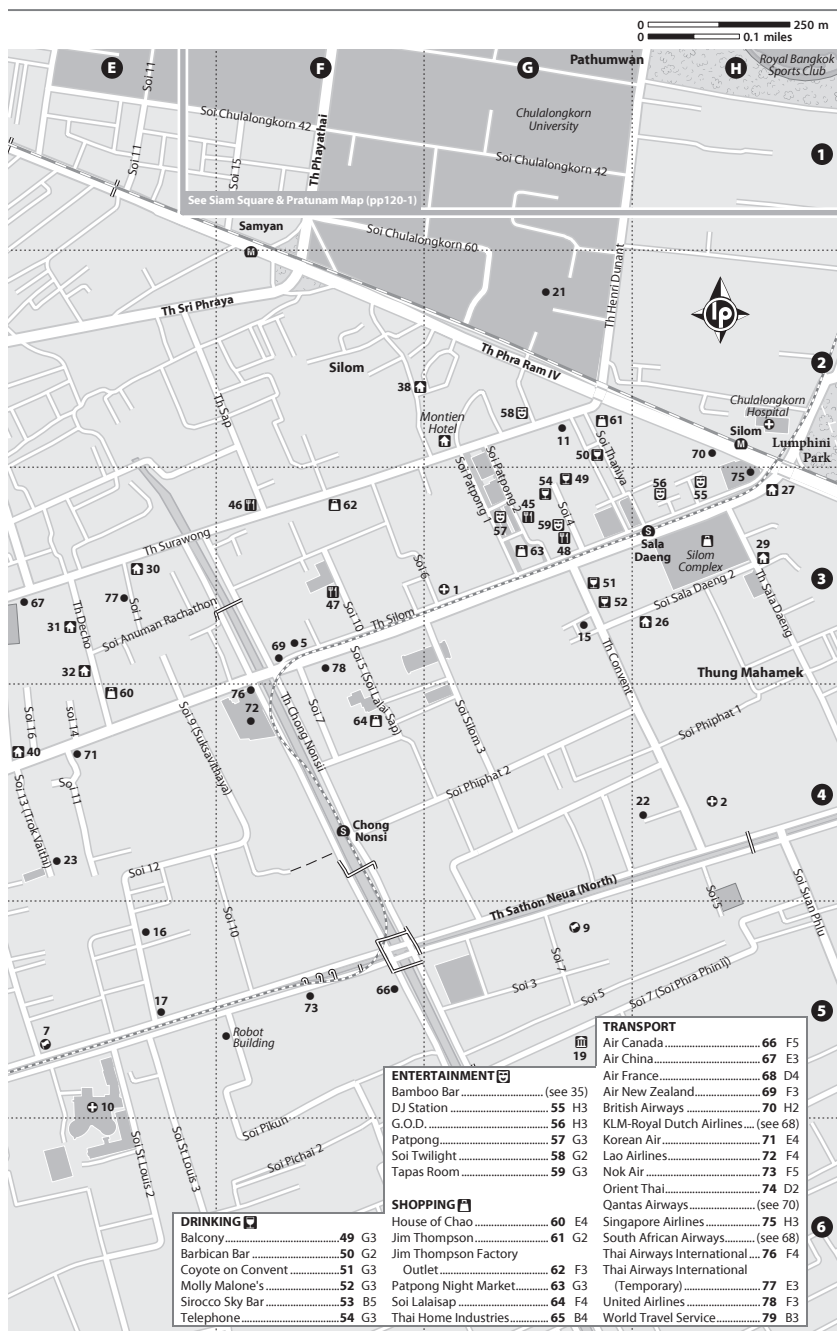 0 250 m
0 0.1 miles
E
F
G
H
Pathumwan
Royal Bangkok
Sports Club
Soi 11
Soi Chulalongkorn 42
Th Phayathai
Chulalongkorn
University
1
Soi 11
Soi 15
Soi Chulalongkorn 42
See Siam Square & Pratunam Map (pp120-1)
Samyan
M
Soi Chulalongkorn 60
Th Henri Dunant
21
Th Sri Phraya
lp
Th Phra Ram IV
2
Silom
38
Th Sap
Montien
Hotel
58
61
11
Chulalongkorn
Hospital
Silom
M
Lumphini
Park
Soi Thaniya
50
70
75
Soi Patpong 1
Soi Patpong 2
54
49
56
55
27
46
62
45
Soi 4
57
59
48
63
S
Sala
Daeng
Silom
Complex
29
Th Surawong
30
Soi 6
3
67
77
Soi 1
Th Decho
Soi Anuman Rachathon
47
Soi 10
1
Th Silom
51
52
Soi Sala Daeng 2
Th Sala Daeng
31
26
15
69
5
78
32
Th Convent
Thung Mahamek
60
76
72
Soi 7
Soi 5 (Soi Lalai Sap)
64
Th Chong Nonsii
Soi Silom 3
Soi Phiphat 1
Soi 16
Soi 14
Soi 9 (Suksavithaya)
40
71
Soi 11
Soi Phiphat 2
4
22
2
Soi 13 (Trok Vaithi)
S
Chong
Nonsi
23
Soi 12
Soi 10
Th Sathon Neua (North)
Soi 5
Soi Suan Phlu
16
9
Soi 7
Soi 3
Soi 5
Soi 7 (Soi Phra Phinij)
17
73
66
5
7
Robot
Building
19
10
Soi Pikun
Soi Pichai 2
Soi St Louis 2
Soi St Louis 3
6
DRINKING
Balcony 49 G3
Barbican Bar 50 G2
Coyote on Convent 51 G3
Molly Malone's 52 G3
Sirocco Sky Bar 53 B5
Telephone 54 G3
ENTERTAINMENT
Bamboo Bar (see 35)
DJ Station 55 H3
G.O.D. 56 H3
Patpong 57 G3
Soi Twilight 58 G2
Tapas Room 59 G3
SHOPPING
House of Chao 60 E4
Jim Thompson 61 G2
Jim Thompson Factory
Outlet 62 F3
Patpong Night Market 63 G3
Soi Lalaisap 64 F4
Thai Home Industries 65 B4
TRANSPORT
Air Canada 66 F5
Air China 67 E3
Air France 68 D4
Air New Zealand 69 F3
British Airways 70 H2
KLM-Royal Dutch Airlines (see 68)
Korean Air 71 E4
Lao Airlines 72 F4
Nok Air 73 F5
Orient Thai 74 D2
Qantas Airways (see 70)
Singapore Airlines 75 H3
South African Airways (see 68)
Thai Airways International 76 F4
Thai Airways International
(Temporary) 77 E3
United Airlines 78 F3
World Travel Service 79 B3